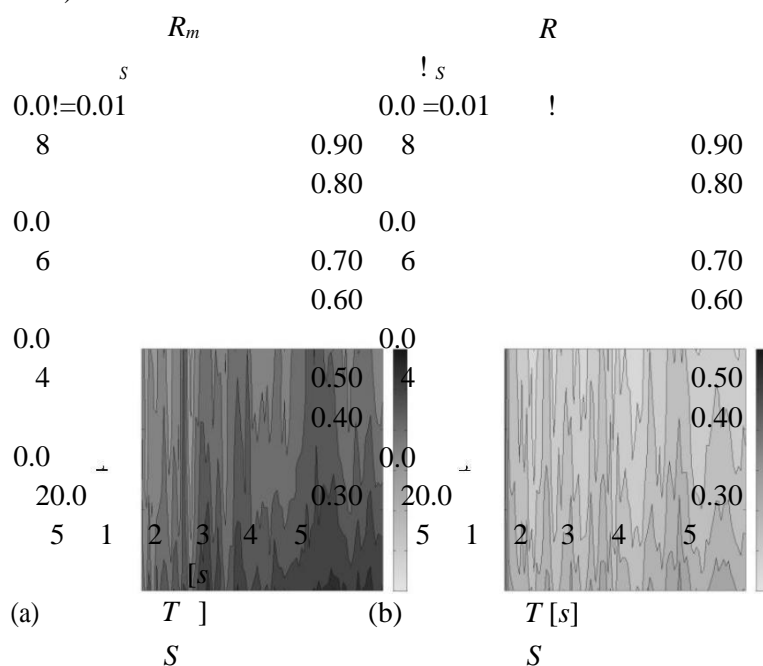 Rm R
s ! s
0.0!=0.01 0.0 =0.01 !
8 0.90 8 0.90
0.80 0.80
0.0 0.0
6 0.70 6 0.70
0.60 0.60
0.0 0.0
4 0.50 4 0.50
0.40 0.40
0.0 0.0
20.0 0.30 20.0 0.30
5 1 2 3 4 5 5 1 2 3 4 5
[s
(a) T ] (b) T [s]
S S